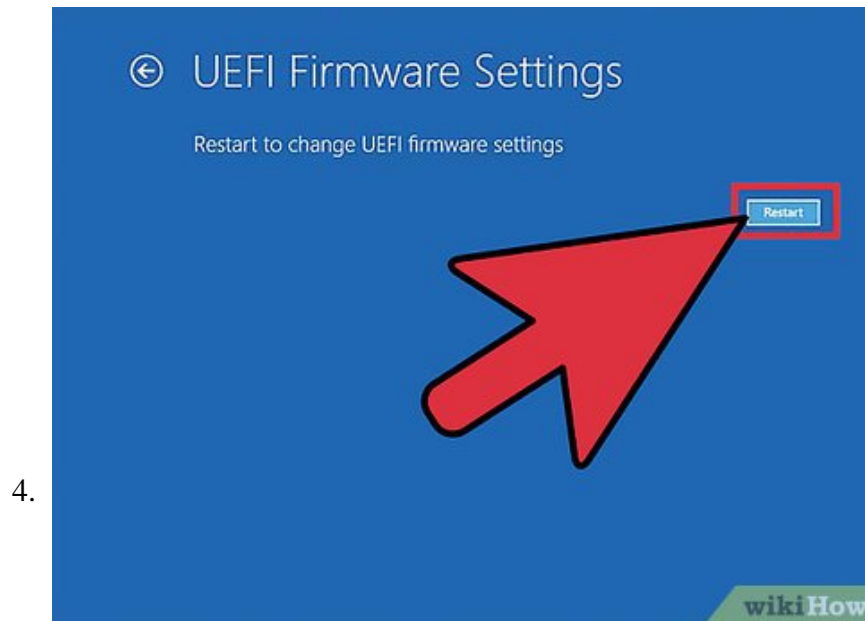 UEFI Firmware Settings
Restart to change UEFI firmware settings
Restart
4.
wikiHow